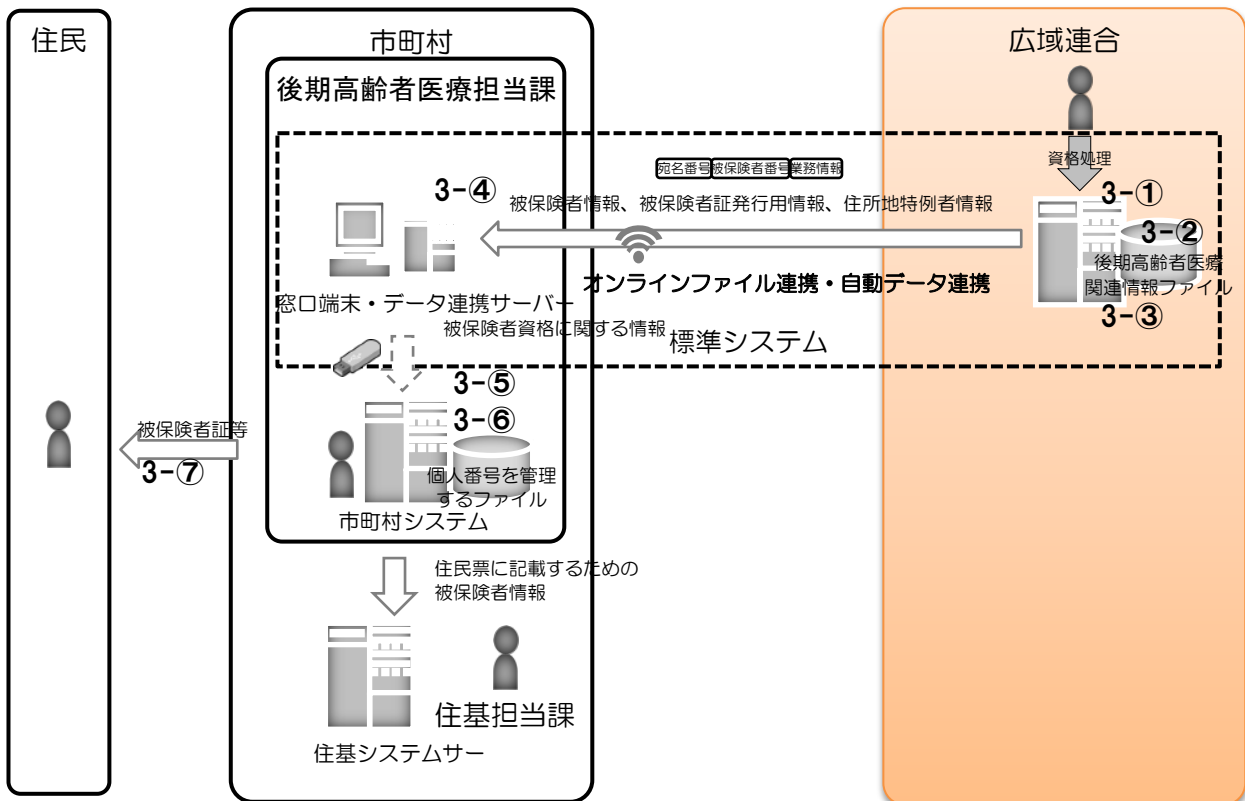 住民
市町村
広域連合
後期高齢者医療担当課
資格処理
宛名番号 被保険者番号 業務情報
3-①
3-④
被保険者情報、被保険者証発行用情報、住所地特例者情報
3-②
後期高齢者医療
関連情報ファイル
オンラインファイル連携・自動データ連携
3-③
窓口端末・データ連携サーバー
被保険者資格に関する情報
標準システム
3-⑤
3-⑥
被保険者証等
3-⑦
個人番号を管理
するファイル
市町村システム
住民票に記載するための
被保険者情報
住基担当課
住基システムサー